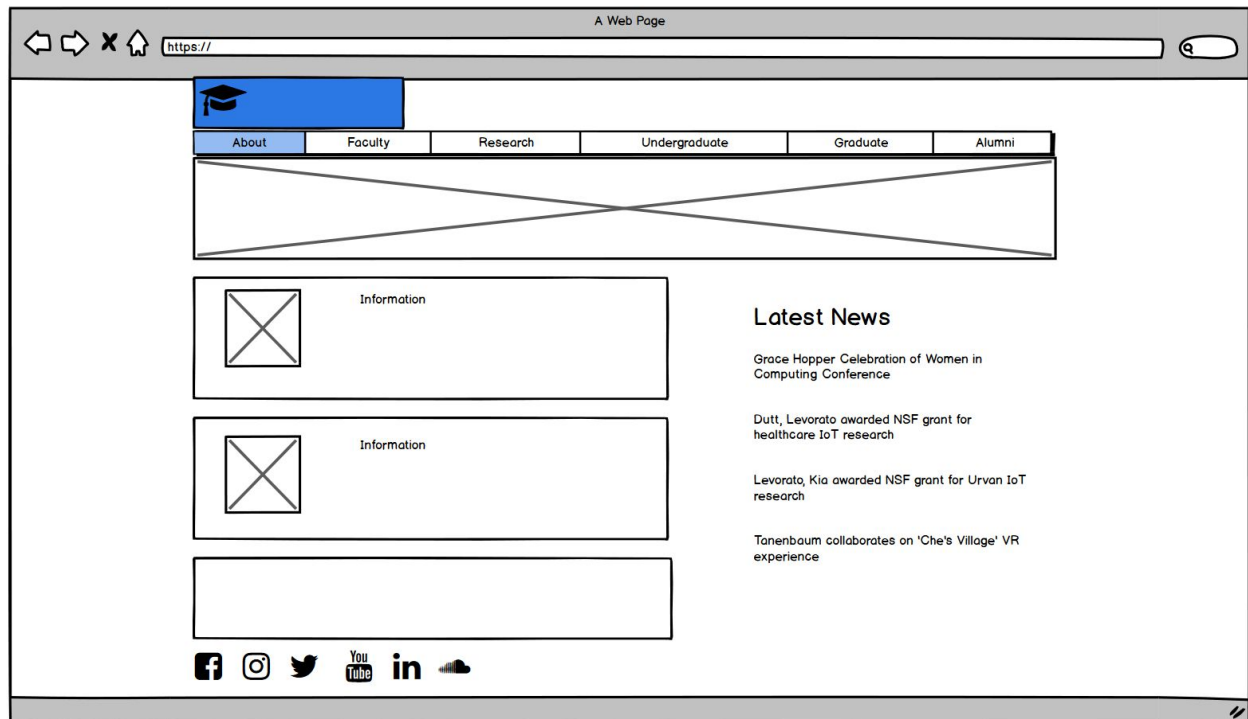 A Web Page
https://
About Faculty Research Undergraduate Graduate Alumni
Information
Latest News
Grace Hopper Celebration of Women in
Computing Conference
Dutt, Levorato awarded NSF grant for
healthcare IoT research
Information
Levorato, Kia awarded NSF grant for Urvan IoT
research
Tanenbaum collaborates on 'Che's Village' VR
experience
You
Tube
in